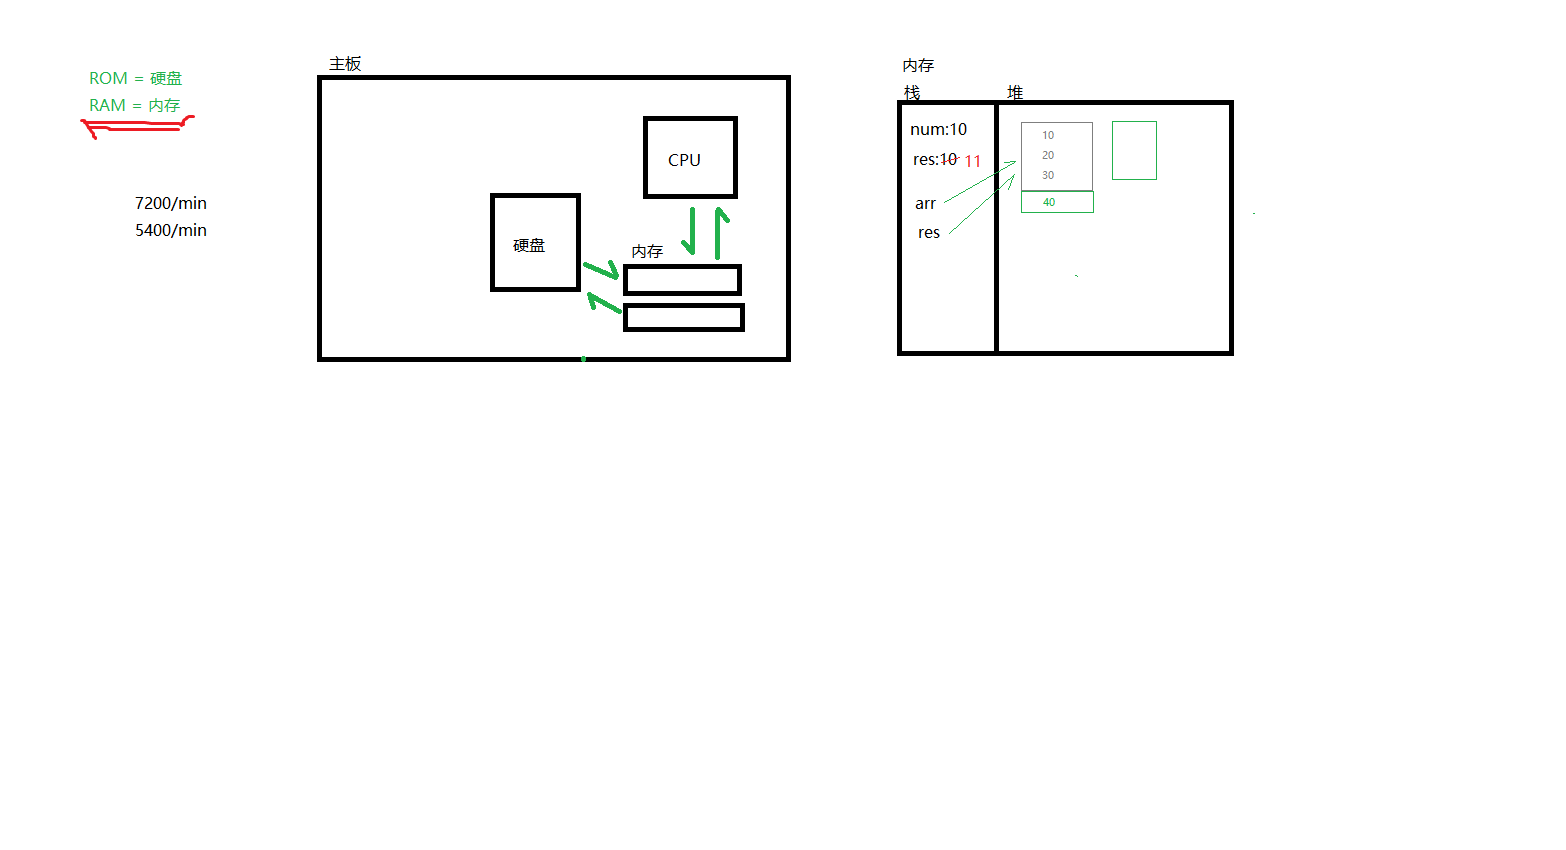 ROM = 硬盘
RAM = 内存
7200/min
5400/min
主板
CPU
硬盘
内存
内存
栈
堆
num:10
res:10 11
arr
res
10
20
30
40